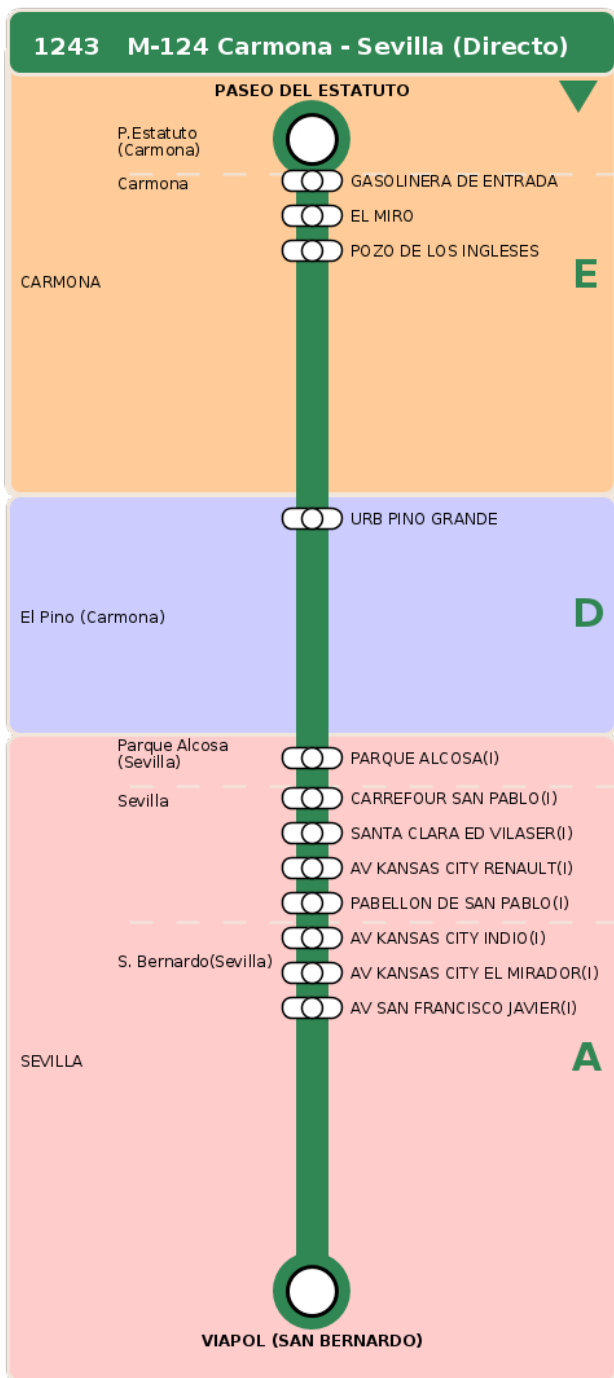 1243 M-124 Carmona - Sevilla (Directo)
PASEO DEL ESTATUTO
P.Estatuto
(Carmona)
Carmona
GASOLINERA DE ENTRADA
EL MIRO
POZO DE LOS INGLESES
CARMONA
E
URB PINO GRANDE
El Pino (Carmona)
D
Parque Alcosa
(Sevilla)
PARQUE ALCOSA(I)
Sevilla
CARREFOUR SAN PABLO(I)
SANTA CLARA ED VILASER(I)
AV KANSAS CITY RENAULT(I)
PABELLON DE SAN PABLO(I)
AV KANSAS CITY INDIO(I)
S. Bernardo(Sevilla)
AV KANSAS CITY EL MIRADOR(I)
AV SAN FRANCISCO JAVIER(I)
SEVILLA
A
VIAPOL (SAN BERNARDO)